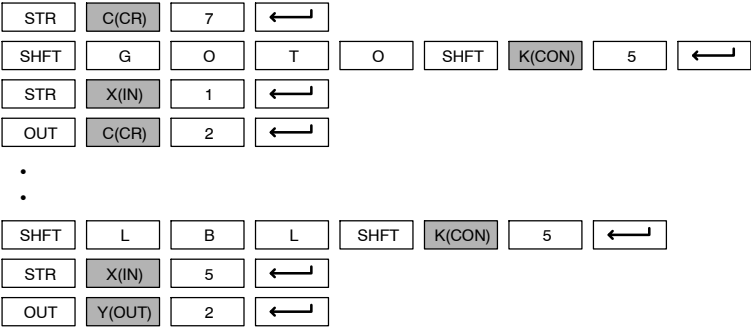 STR C(CR) 7
SHFT G O T O SHFT K(CON) 5
STR X(IN) 1
OUT C(CR) 2
SHFT L B L SHFT K(CON) 5
STR X(IN) 5
OUT Y(OUT) 2